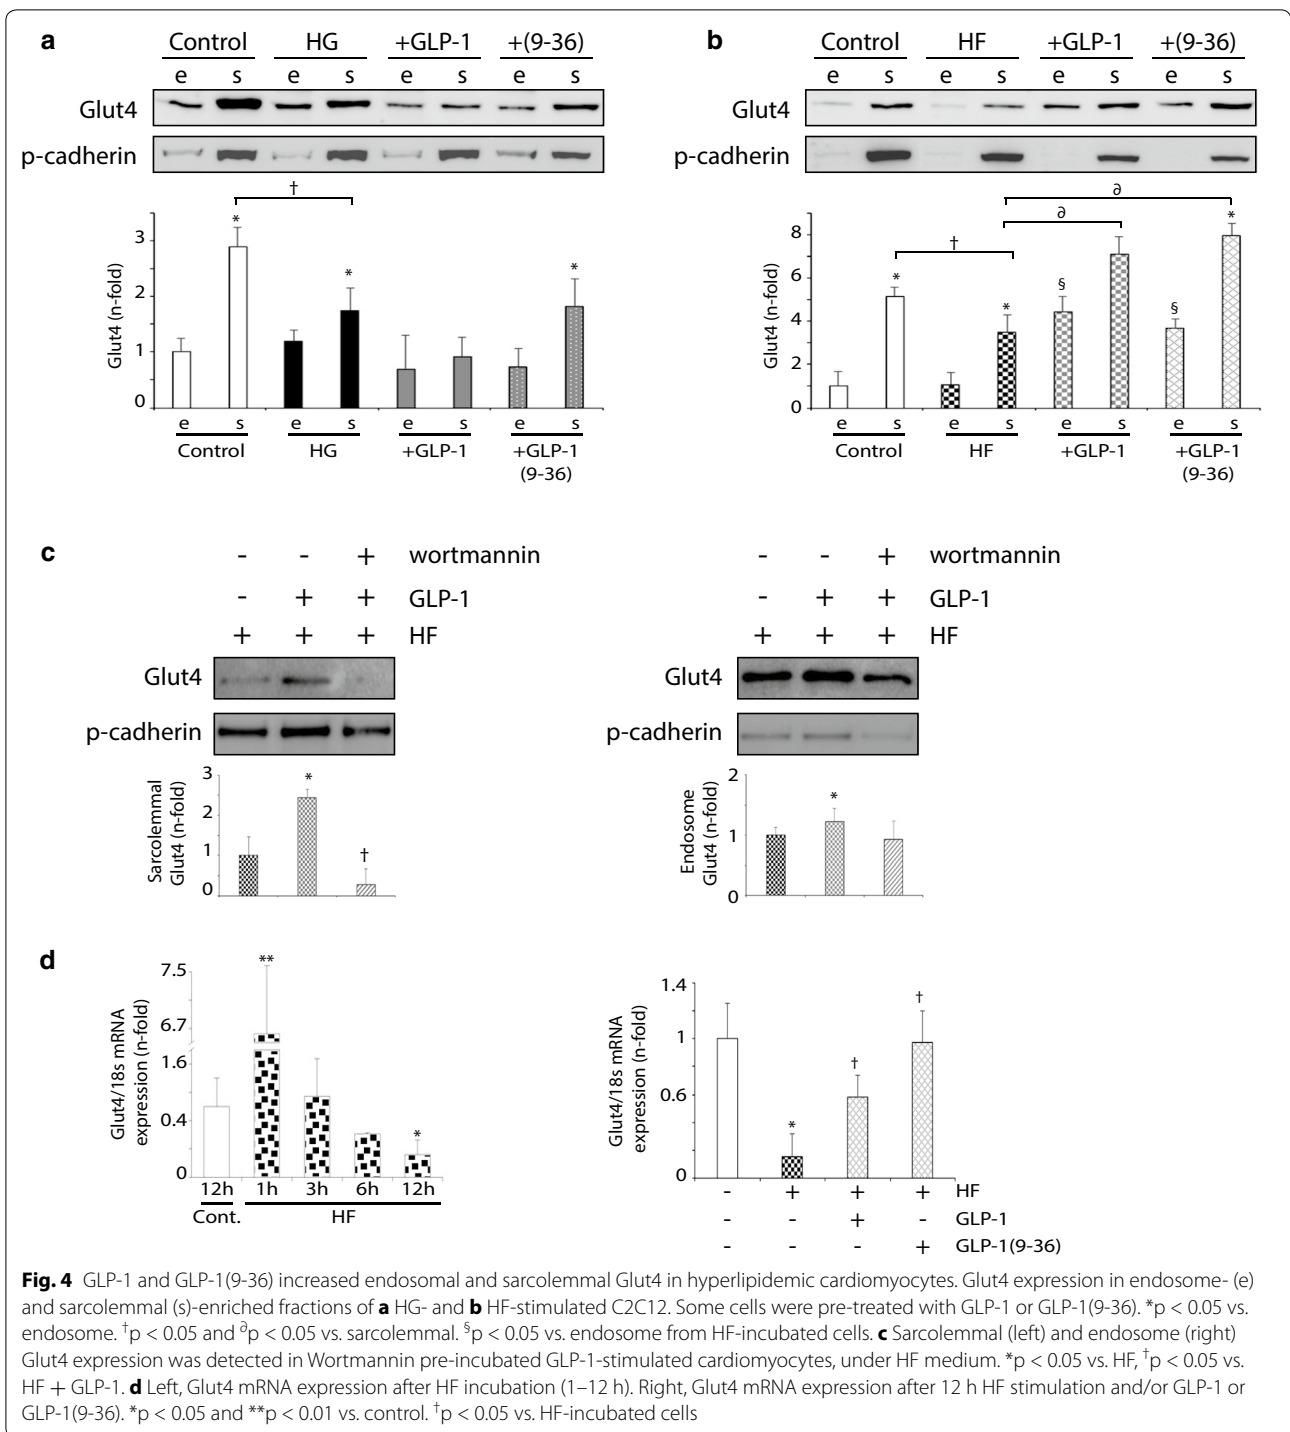 a
Control HG +GLP-1 +(9-36)
e s e s e s e s
Glut4
p-cadherin
†
* * *
Glut4 (n-fold)
3
2
1
0
e s e s e s e s
Control HG +GLP-1 +GLP-1
(9-36)
b
Control HF +GLP-1 +(9-36)
e s e s e s e s
Glut4
p-cadherin
∂
∂
†
* * § § *
Glut4 (n-fold)
8
6
4
2
0
e s e s e s e s
Control HF +GLP-1 +GLP-1
(9-36)
c
- - + wortmannin
- + + GLP-1
+ + + HF
Glut4
p-cadherin
Sarcolemmal
Glut4 (n-fold)
3
2
1
0
* †
- - + wortmannin
- + + GLP-1
+ + + HF
Glut4
p-cadherin
Endosome
Glut4 (n-fold)
2
1
0
*
d
Glut4/18s mRNA
expression (n-fold)
7.5
6.7
1.6
0.4
0
** *
12h 1h 3h 6h 12h
Cont. HF
Glut4/18s mRNA
expression (n-fold)
1.4
1
0.6
0
* † †
- + + + HF
- - + - GLP-1
- - - + GLP-1(9-36)
Fig. 4 GLP-1 and GLP-1(9-36) increased endosomal and sarcolemmal Glut4 in hyperlipidemic cardiomyocytes. Glut4 expression in endosome- (e)
and sarcolemmal (s)-enriched fractions of a HG- and b HF-stimulated C2C12. Some cells were pre-treated with GLP-1 or GLP-1(9-36). *p < 0.05 vs.
endosome. †p < 0.05 and ∂p < 0.05 vs. sarcolemmal. §p < 0.05 vs. endosome from HF-incubated cells. c Sarcolemmal (left) and endosome (right)
Glut4 expression was detected in Wortmannin pre-incubated GLP-1-stimulated cardiomyocytes, under HF medium. *p < 0.05 vs. HF, †p < 0.05 vs.
HF + GLP-1. d Left, Glut4 mRNA expression after HF incubation (1–12 h). Right, Glut4 mRNA expression after 12 h HF stimulation and/or GLP-1 or
GLP-1(9-36). *p < 0.05 and **p < 0.01 vs. control. †p < 0.05 vs. HF-incubated cells